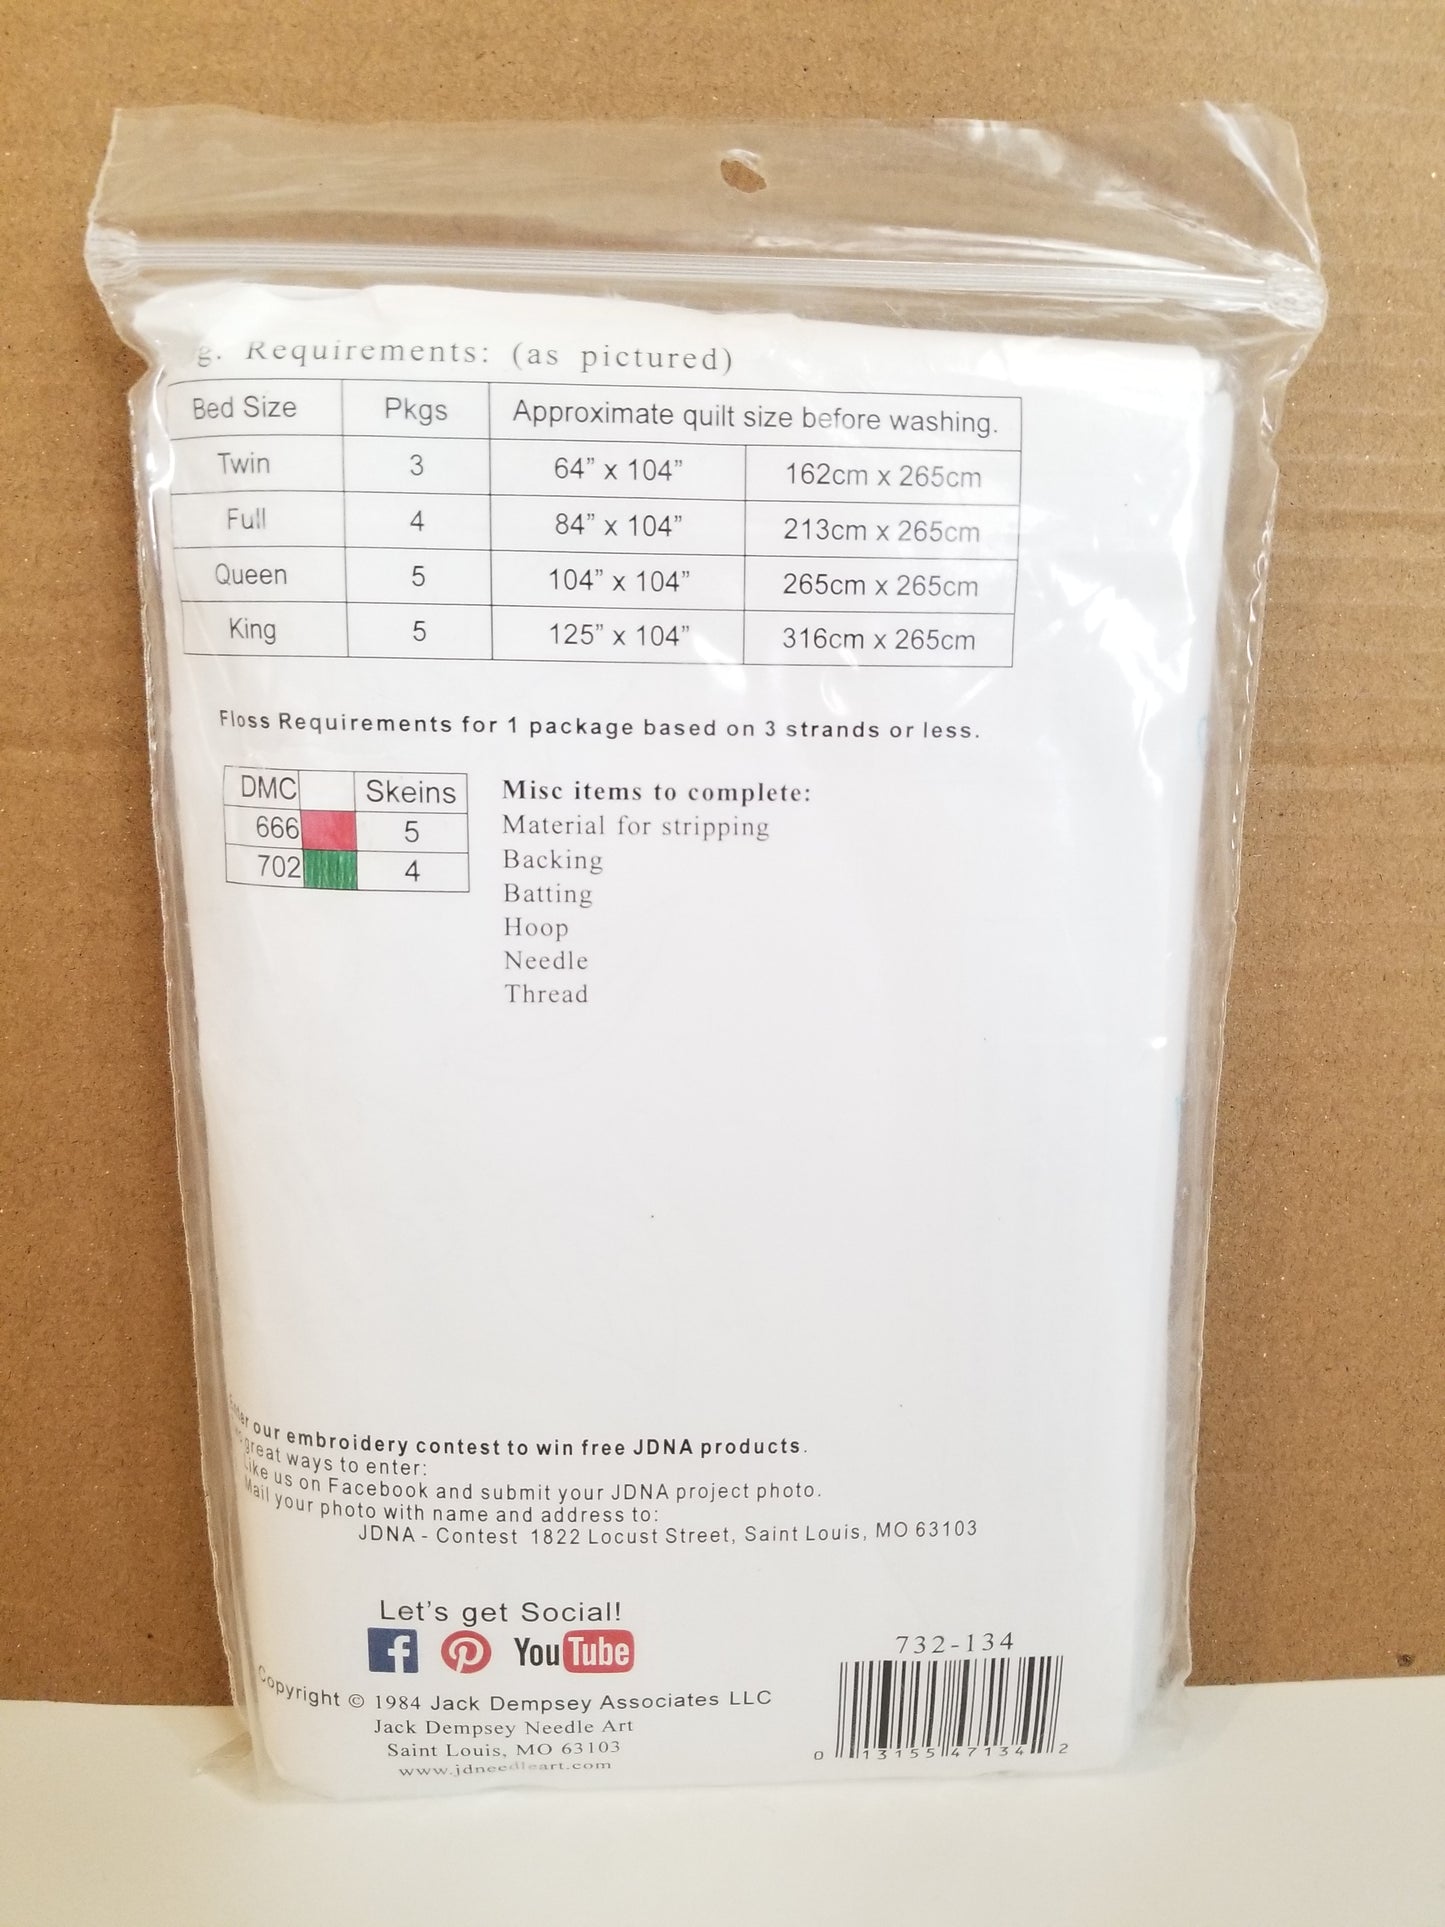 g. Requirements: (as pictured)
Bed Size Pkgs Approximate quilt size before washing.
Twin 3 64” x 104” 162cm x 265cm
Full 4 84” x 104” 213cm x 265cm
Queen 5 104” x 104” 265cm x 265cm
King 5 125” x 104” 316cm x 265cm
Floss Requirements for 1 package based on 3 strands or less.
DMC Skeins
666 5
702 4
Misc items to complete:
Material for stripping
Backing
Batting
Hoop
Needle
Thread
our embroidery contest to win free JDNA products.
great ways to enter:
Like us on Facebook and submit your JDNA project photo.
Mail your photo with name and address to:
JDNA - Contest 1822 Locust Street, Saint Louis, MO 63103
Let's get Social!
f YouTube
Copyright © 1984 Jack Dempsey Associates LLC
Jack Dempsey Needle Art
Saint Louis, MO 63103
www.jdneedleart.com
732-134
0 13155 47134 2